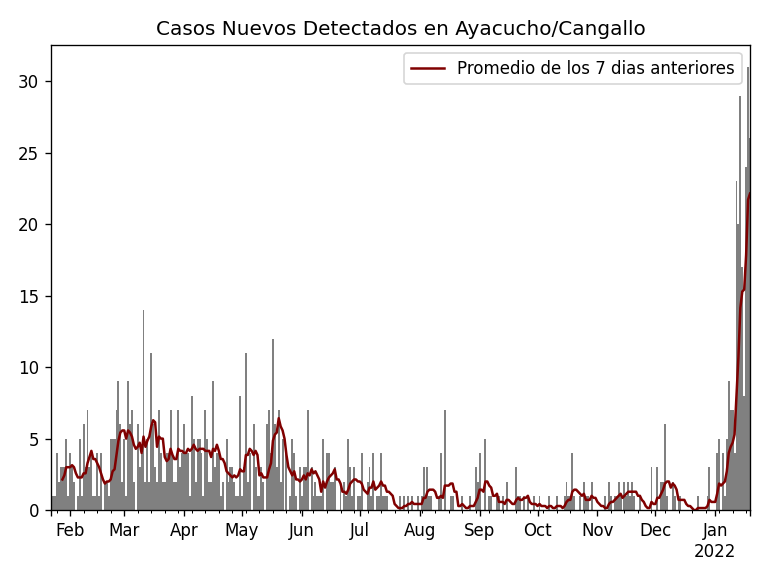 Casos Nuevos Detectados en Ayacucho/Cangallo
Promedio de los 7 dias anteriores
30
25
20
15
10
5
0
Feb Mar Apr May Jun Jul Aug Sep Oct Nov Dec Jan
2022